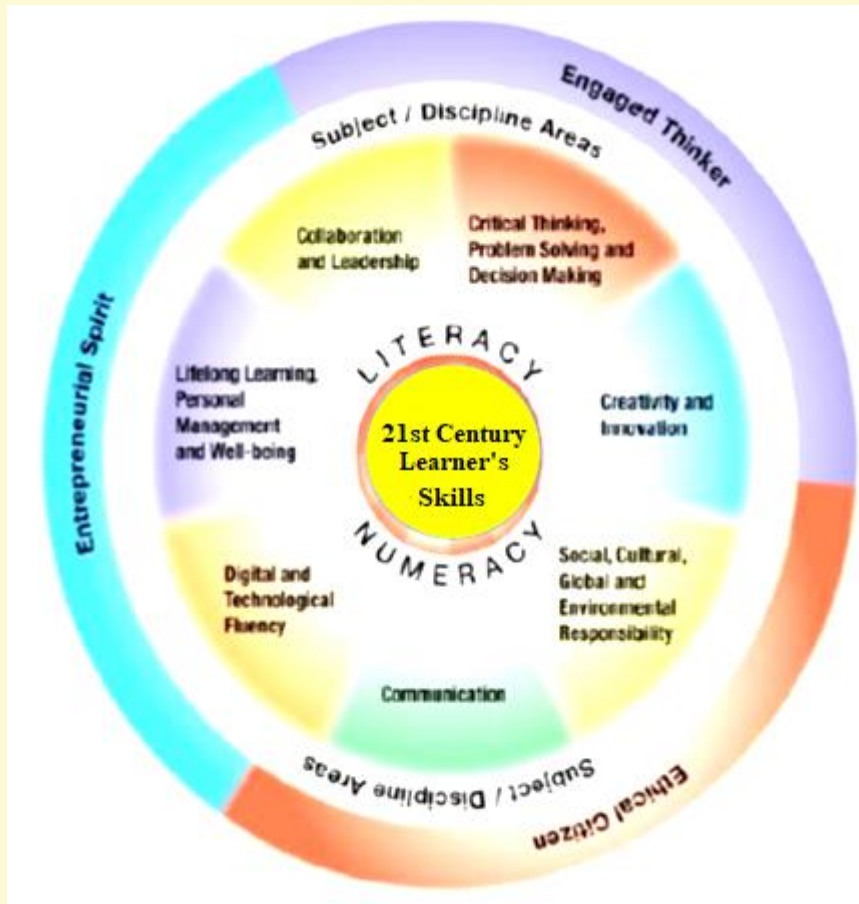 Engaged Thinker
Subject / Discipline Areas
Collaboration
and Leadership
Critical Thinking,
Problem Solving and
Decision Making
Entrepreneurial Spirit
Lifelong Learning,
Personal
Management
and Well-being
LITERACY
21st Century
Learner's
Skills
NUMERACY
Creativity and
Innovation
Digital and
Technological
Fluency
Social, Cultural,
Global and
Environmental
Responsibility
Communication
Subject / Discipline Areas
Ethical Citizen